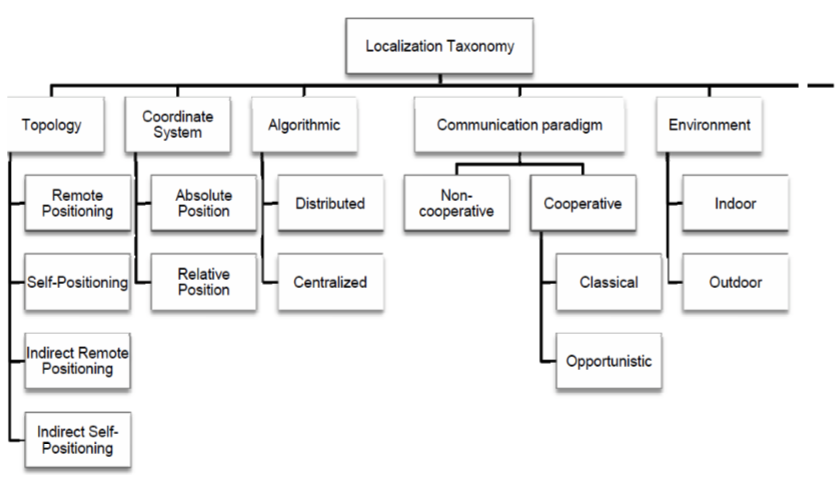 Localization Taxonomy
Topology
Coordinate
System
Algorithmic
Communication paradigm
Environment
Remote
Positioning
Absolute
Position
Distributed
Non-
cooperative
Cooperative
Indoor
Self-Positioning
Relative
Position
Centralized
Classical
Outdoor
Indirect Remote
Positioning
Opportunistic
Indirect Self-
Positioning